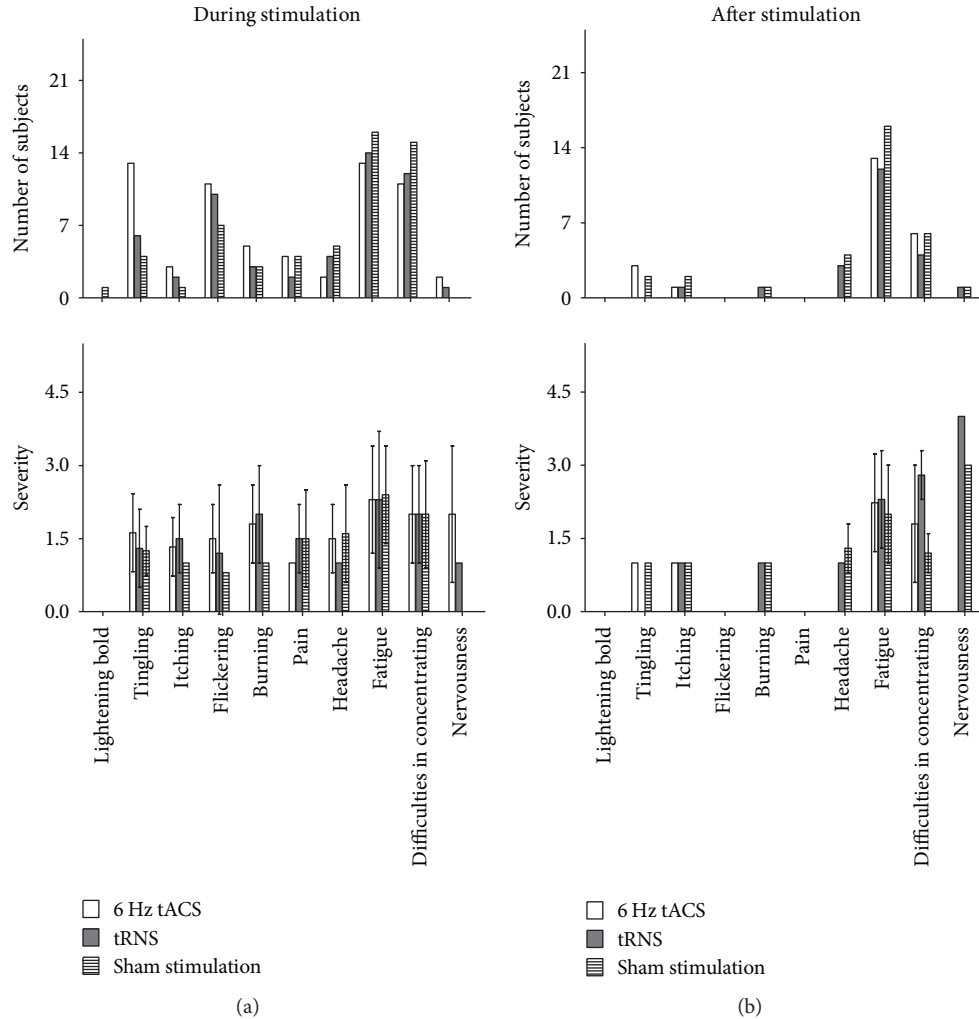 During stimulation
Number of subjects
21
14
7
0
Severity
4.5
3.0
1.5
0.0
Lightening bold
Tingling
Itching
Flickering
Burning
Pain
Headache
Fatigue
Difficulties in concentrating
Nervousness
6 Hz tACS
tRNS
Sham stimulation
(a)
After stimulation
Number of subjects
21
14
7
0
Severity
4.5
3.0
1.5
0.0
Lightening bold
Tingling
Itching
Flickering
Burning
Pain
Headache
Fatigue
Difficulties in concentrating
Nervousness
6 Hz tACS
tRNS
Sham stimulation
(b)